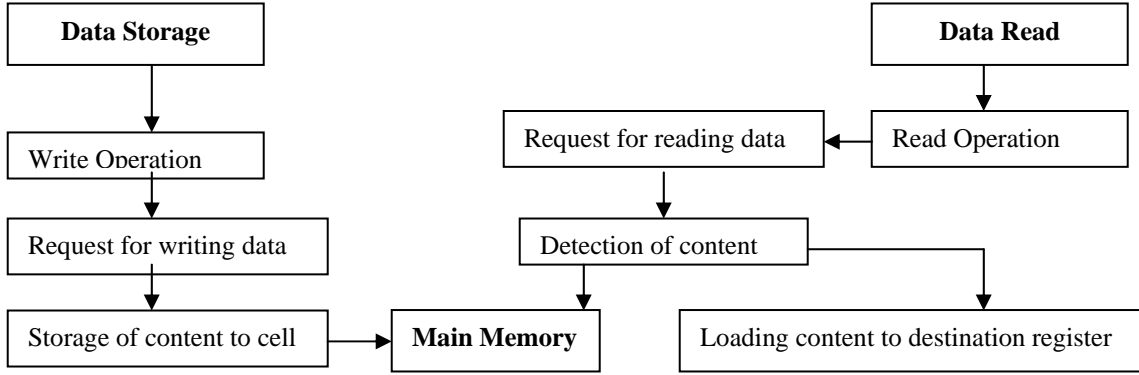 Data Storage
Data Read
Write Operation
Request for reading data
Read Operation
Request for writing data
Detection of content
Storage of content to cell
Main Memory
Loading content to destination register